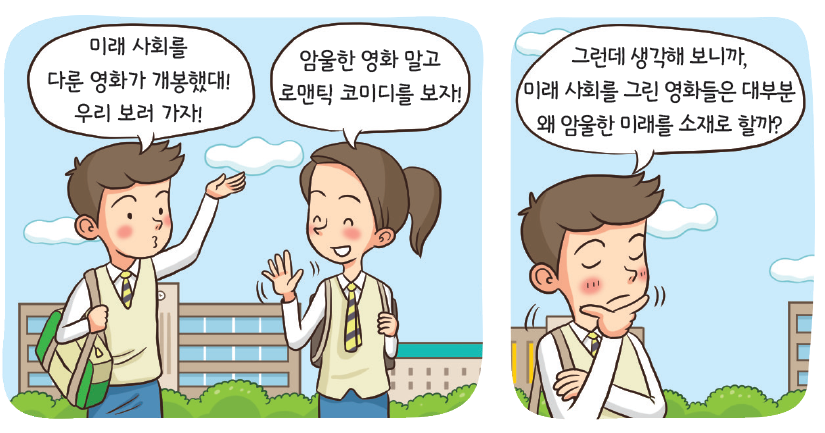 미래 사회를
다룬 영화가 개봉했대!
우리 보러 가자!
암울한 영화 말고
로맨틱 코미디를 보자!
그런데 생각해 보니까,
미래 사회를 그린 영화들은 대부분
왜 암울한 미래를 소재로 할까?